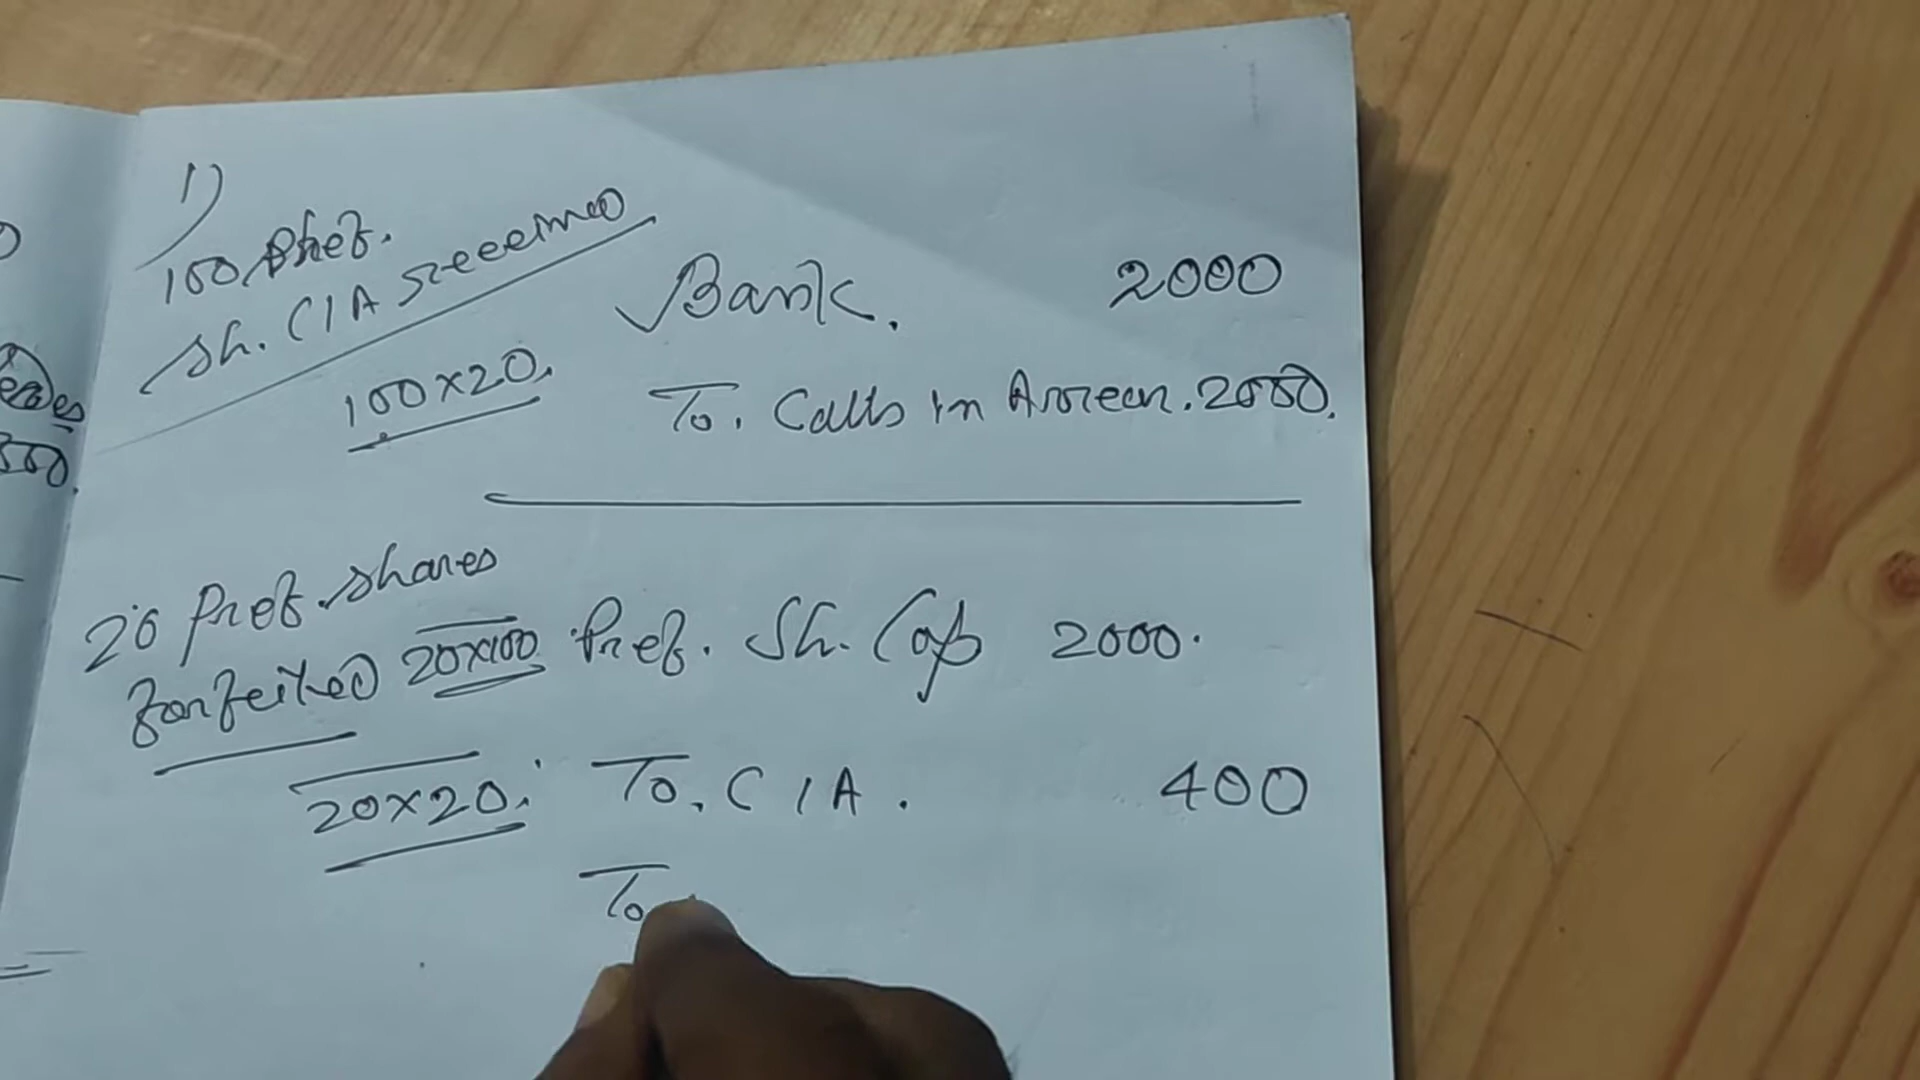 1)
100 Pref.
Sh. CIA received
Bank. 2000
100x20.
To. Calls in Arrear. 2000.
20 Pref. shares
forfeited 20x100 Pref. Sh. Cap 2000.
20x20. To. CIA. 400
To